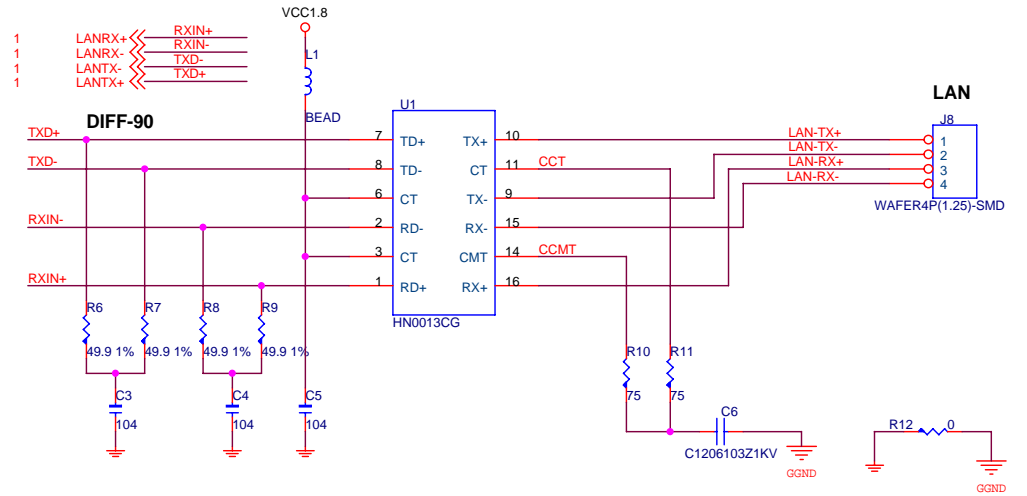 VCC1.8
1 LANRX+ RXIN+
1 LANRX- RXIN-
1 LANTX- TXD-
1 LANTX+ TXD+
L1
BEAD
DIFF-90
LAN
U1
J8
TXD+ 7 TD+ TX+ 10 LAN-TX+ 1
TXD- 8 TD- CT 11 CCT LAN-TX- 2
6 CT TX- 9 LAN-RX+ 3
RXIN- 2 RD- RX- 15 LAN-RX- 4
3 CT CMT 14 CCMT
RXIN+ 1 RD+ RX+ 16
WAFER4P(1.25)-SMD
HN0013CG
R6 R7 R8 R9
49.9 1% 49.9 1% 49.9 1% 49.9 1%
R10 R11
75 75
C3 C4 C5
104 104 104
C6
C1206103Z1KV
GGND
R12 0
GGND